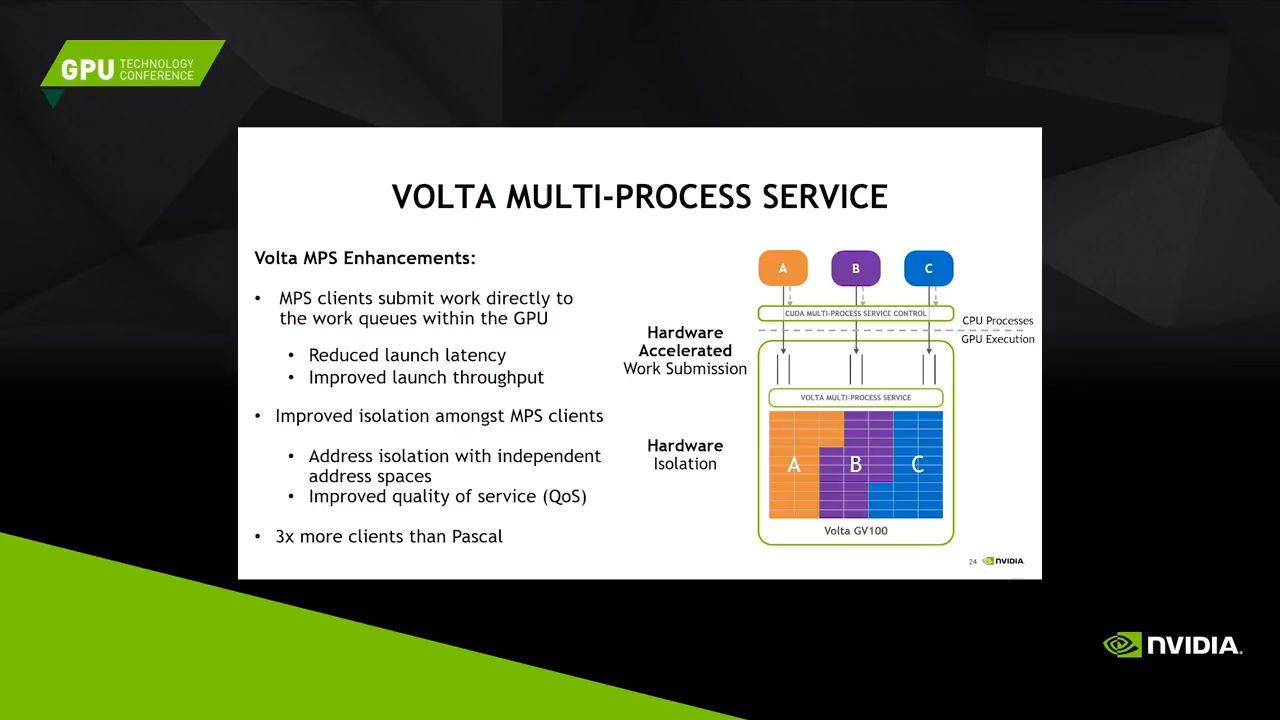 GPU TECHNOLOGY
CONFERENCE
VOLTA MULTI-PROCESS SERVICE
Volta MPS Enhancements:
• MPS clients submit work directly to
the work queues within the GPU
• Reduced launch latency
• Improved launch throughput
• Improved isolation amongst MPS clients
• Address isolation with independent
address spaces
• Improved quality of service (QoS)
• 3x more clients than Pascal
Hardware
Accelerated
Work Submission
Hardware
Isolation
A B C
CUDA MULTI-PROCESS SERVICE CONTROL
CPU Processes
GPU Execution
VOLTA MULTI-PROCESS SERVICE
A B C
Volta GV100
24 NVIDIA
NVIDIA.